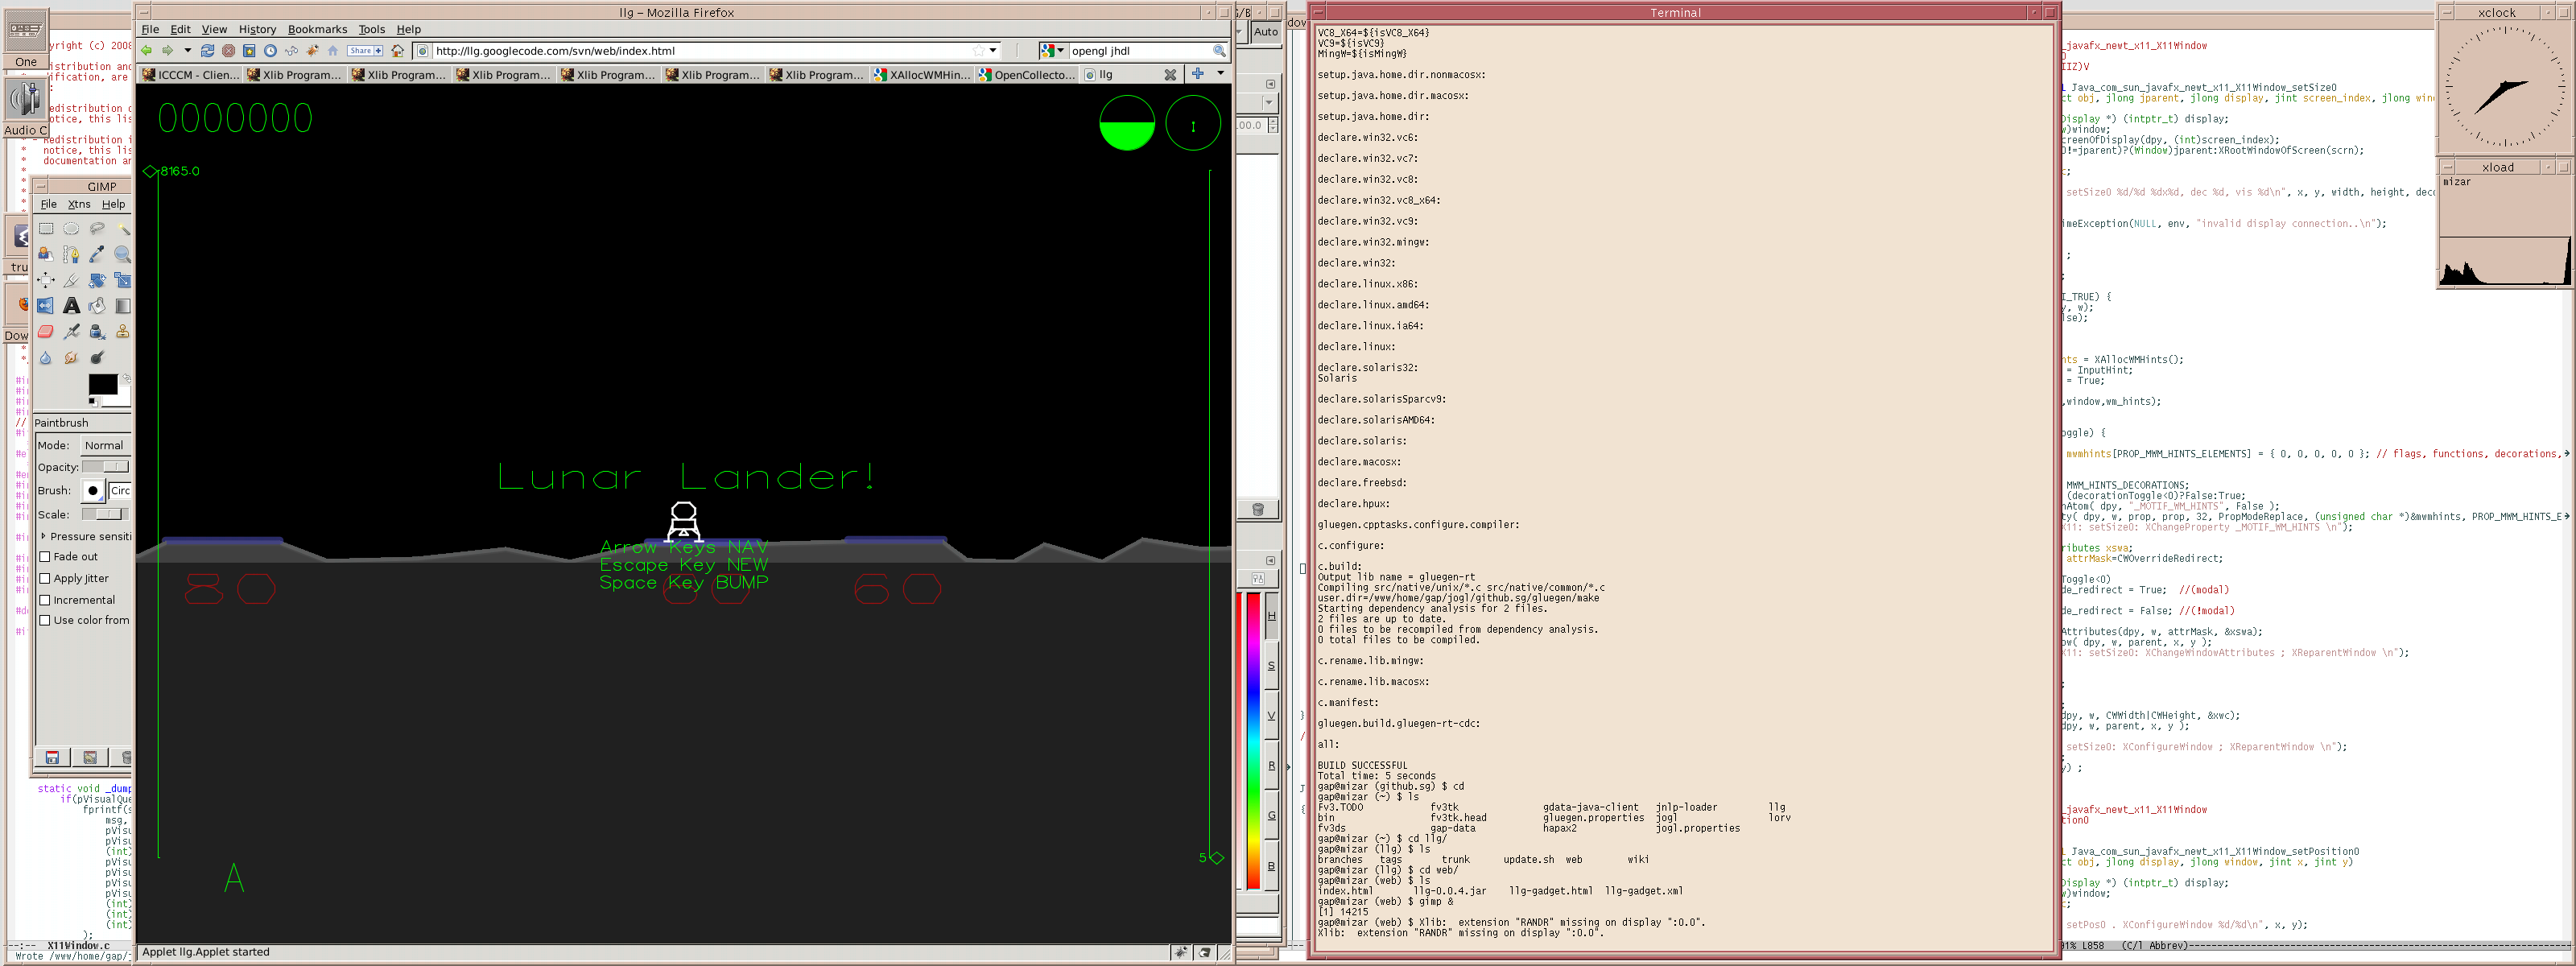 One
Audio C
tru
Dow
yright (c) 2008
distribution and
dification, are
edistribution o
otice, this lis
Redistribution i
notice, this lis
documentation an
GIMP
File Xtns Help
Paintbrush
Mode: Normal
Opacity:
Brush: Circ
Scale:
Pressure sensiti
Fade out
Apply Jitter
Incremental
Use color from
static void _dump
if(pVisualQue
fprintf(s
msg,
pVisu
pVisu
(int)
pVisu
pVisu
pVisu
pVisu
(int)
(int)
(int)
);
--:-- X11Window.c
Wrote /www/home/gap/j
llg - Mozilla Firefox
File Edit View History Bookmarks Tools Help
Share
http://llg.googlecode.com/svn/web/index.html
opengl jhdl
ICCCM - Clien...
Xlib Program...
Xlib Program...
Xlib Program...
Xlib Program...
Xlib Program...
Xlib Program...
XAllocWMHin...
OpenCollecto...
llg
0000000
8165.0
Lunar Lander!
Arrow Keys NAV
Escape Key NEW
Space Key BUMP
80
60
5
A
Applet llg.Applet started
Auto
100.0
H
S
V
R
G
B
Terminal
VC8_X64=${isVC8_X64}
VC9=${isVC9}
MingW=${isMingW}
setup.java.home.dir.nonmacosx:
setup.java.home.dir.macosx:
setup.java.home.dir:
declare.win32.vc6:
declare.win32.vc7:
declare.win32.vc8:
declare.win32.vc8_x64:
declare.win32.vc9:
declare.win32.mingw:
declare.win32:
declare.linux.x86:
declare.linux.amd64:
declare.linux.ia64:
declare.linux:
declare.solaris32:
Solaris
declare.solarisSparcv9:
declare.solarisAMD64:
declare.solaris:
declare.macosx:
declare.freebsd:
declare.hpux:
gluegen.cpptasks.configure.compiler:
c.configure:
c.build:
Output lib name = gluegen-rt
Compiling src/native/unix/*.c src/native/common/*.c
user.dir=/www/home/gap/jogl/github.sg/gluegen/make
Starting dependency analysis for 2 files.
2 files are up to date.
0 files to be recompiled from dependency analysis.
0 total files to be compiled.
c.rename.lib.mingw:
c.rename.lib.macosx:
c.manifest:
gluegen.build.gluegen-rt-cdc:
all:
BUILD SUCCESSFUL
Total time: 5 seconds
gap@mizar (github.sg) $ cd
gap@mizar (~) $ ls
Fv3.TODO fv3tk gdata-java-client jnlp-loader llg
bin fv3tk.head gluegen.properties jogl lorv
fv3ds gap-data hapax2 jogl.properties
gap@mizar (~) $ cd llg/
gap@mizar (llg) $ ls
branches tags trunk update.sh web wiki
gap@mizar (llg) $ cd web/
gap@mizar (web) $ ls
index.html llg-0.0.4.jar llg-gadget.html llg-gadget.xml
gap@mizar (web) $ gimp &
[1] 14215
gap@mizar (web) $ Xlib: extension "RANDR" missing on display ":0.0".
Xlib: extension "RANDR" missing on display ":0.0".
_javafx_newt_x11_X11Window
IIZ)V
Java_com_sun_javafx_newt_x11_X11Window_setSize0
ct obj, jlong jparent, jlong display, jint screen_index, jlong win
Display *) (intptr_t) display;
w)window;
creenOfDisplay(dpy, (int)screen_index);
0!=jparent)?(Window)jparent:XRootWindowOfScreen(scrn);
setSize0 %d/%d %dx%d, dec %d, vis %d\n", x, y, width, height, deco
imeException(NULL, env, "invalid display connection..\n");
I_TRUE) {
y, w);
lse);
nts = XAllocWMHints();
= InputHint;
= True;
,window,wm_hints);
oggle) {
mwmhints[PROP_MWM_HINTS_ELEMENTS] = { 0, 0, 0, 0, 0 }; // flags, functions, decorations,
MWM_HINTS_DECORATIONS;
(decorationToggle<0)?False:True;
nAtom( dpy, "_MOTIF_WM_HINTS", False );
ty( dpy, w, prop, prop, 32, PropModeReplace, (unsigned char *)&mwmhints, PROP_MWM_HINTS_E
X11: setSize0: XChangeProperty _MOTIF_WM_HINTS \n");
ributes xswa;
attrMask=CWOverrideRedirect;
Toggle<0)
de_redirect = True; //(modal)
de_redirect = False; //(!modal)
Attributes(dpy, w, attrMask, &xswa);
ow( dpy, w, parent, x, y );
X11: setSize0: XChangeWindowAttributes ; XReparentWindow \n");
dpy, w, CWWidth|CWHeight, &xwc);
dpy, w, parent, x, y );
setSize0: XConfigureWindow ; XReparentWindow \n");
y) ;
_javafx_newt_x11_X11Window
tion0
Java_com_sun_javafx_newt_x11_X11Window_setPosition0
ct obj, jlong display, jlong window, jint x, jint y)
Display *) (intptr_t) display;
w)window;
setPos0 . XConfigureWindow %d/%d\n", x, y);
91% L858 (C/l Abbrev)
xclock
xload
mizar